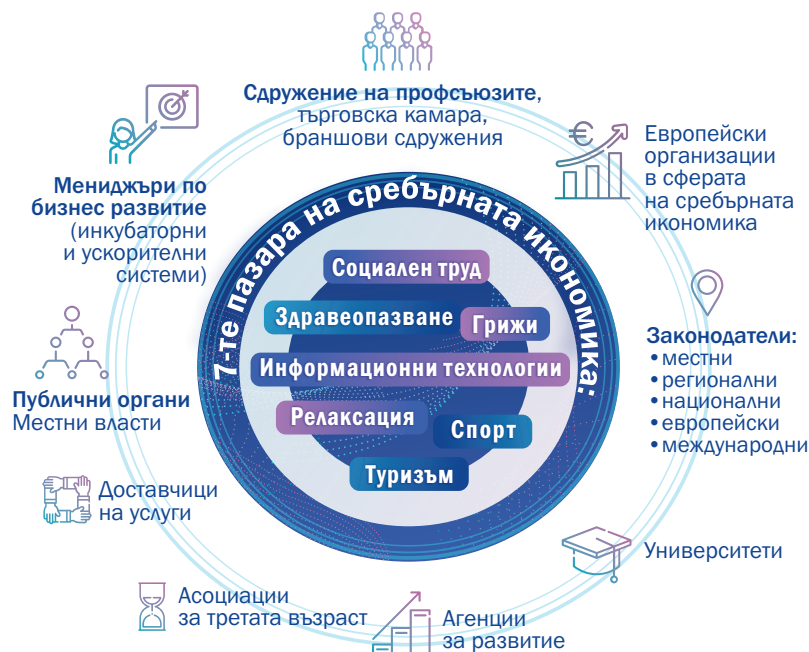 Сдружение на профсъюзите,
търговска камара,
браншови сдружения
Мениджъри по
бизнес развитие
(инкубаторни
и ускорителни
системи)
€
Европейски
организации
в сферата
на сребърната
икономика
7-те пазара на сребърната икономика:
Социален труд
Здравеопазване
Грижи
Информационни технологии
Релаксация
Спорт
Туризъм
Законодатели:
• местни
• регионални
• национални
• европейски
• международни
Публични органи
Местни власти
Доставчици
на услуги
Университети
Асоциации
за третата възраст
Агенции
за развитие